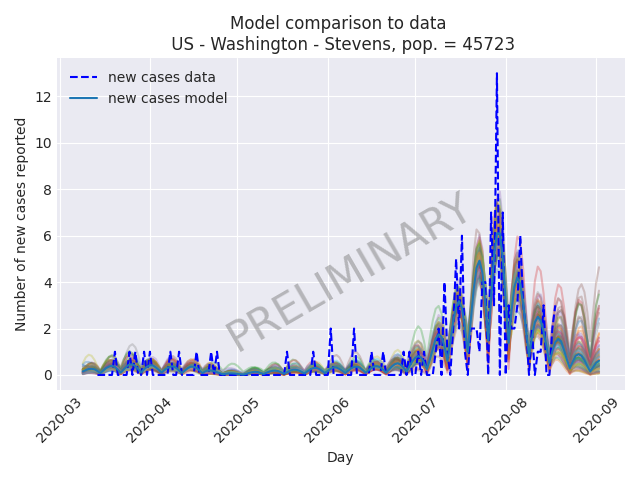 Model comparison to data
US - Washington - Stevens, pop. = 45723
new cases data
new cases model
Number of new cases reported
12
10
8
6
4
2
0
PRELIMINARY
2020-03
2020-04
2020-05
2020-06
2020-07
2020-08
2020-09
Day